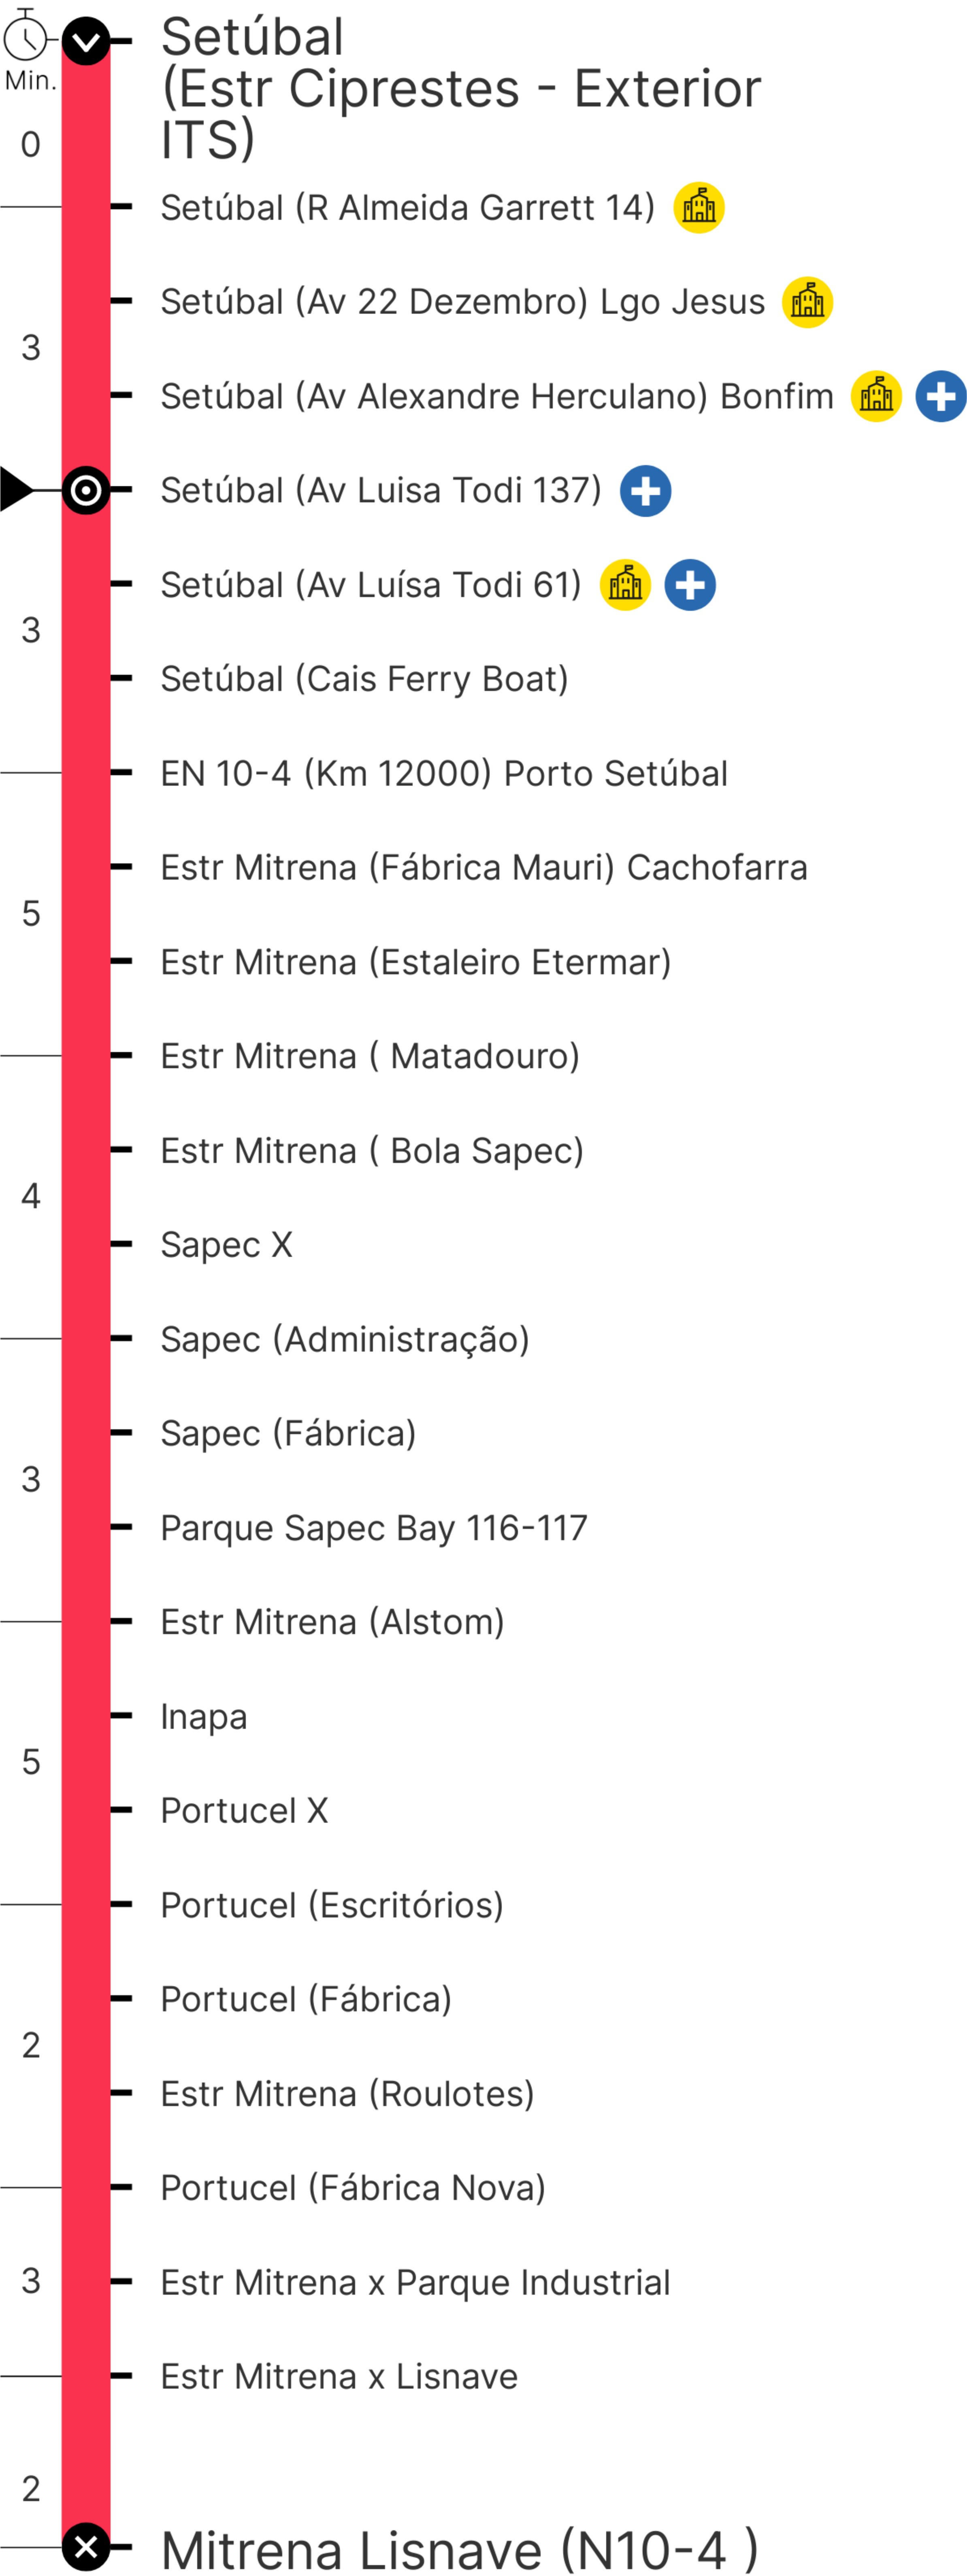 Setúbal
(Estr Ciprestes - Exterior
ITS)
Min.
0
Setúbal (R Almeida Garrett 14)
Setúbal (Av 22 Dezembro) Lgo Jesus
3
Setúbal (Av Alexandre Herculano) Bonfim
Setúbal (Av Luisa Todi 137)
Setúbal (Av Luísa Todi 61)
3
Setúbal (Cais Ferry Boat)
EN 10-4 (Km 12000) Porto Setúbal
Estr Mitrena (Fábrica Mauri) Cachofarra
5
Estr Mitrena (Estaleiro Etermar)
Estr Mitrena ( Matadouro)
Estr Mitrena ( Bola Sapec)
4
Sapec X
Sapec (Administração)
Sapec (Fábrica)
3
Parque Sapec Bay 116-117
Estr Mitrena (Alstom)
Inapa
5
Portucel X
Portucel (Escritórios)
Portucel (Fábrica)
2
Estr Mitrena (Roulotes)
Portucel (Fábrica Nova)
3
Estr Mitrena x Parque Industrial
Estr Mitrena x Lisnave
2
Mitrena Lisnave (N10-4 )